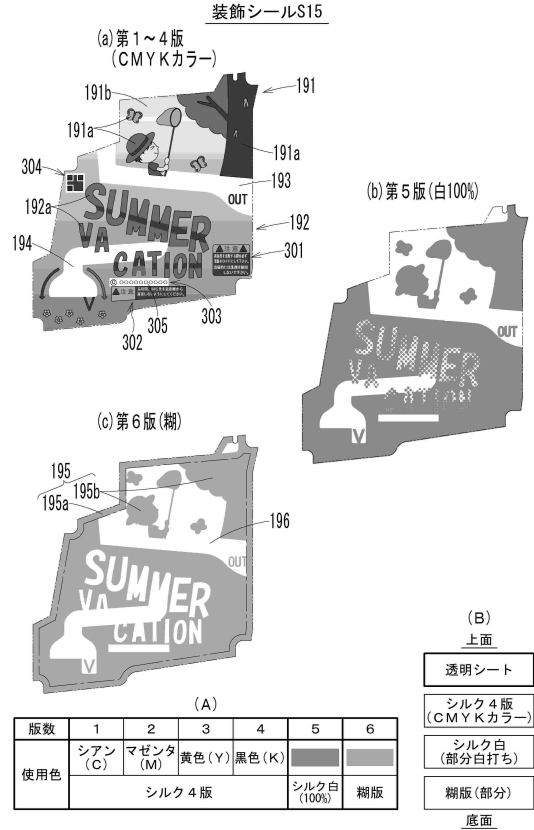 装飾シールS15
(a)第1~4版
(CMYKカラー)
191b
191
191a
191a
304
193
OUT
192a
SUMMER
VA
CATION
192
194
注意
301
V
注意
303
305
302
(b)第5版(白100%)
OUT
SUMMER
VA
CATION
V
(c)第6版(糊)
195
195b
195a
196
OUT
SUMMER
VA
CATION
V
(A)
版数 1 2 3 4 5 6
使用色 シアン(C) マゼンタ(M) 黄色(Y) 黒色(K)
シルク4版 シルク白(100%) 糊版
(B)
上面
透明シート
シルク4版
(CMYKカラー)
シルク白
(部分白打ち)
糊版(部分)
底面